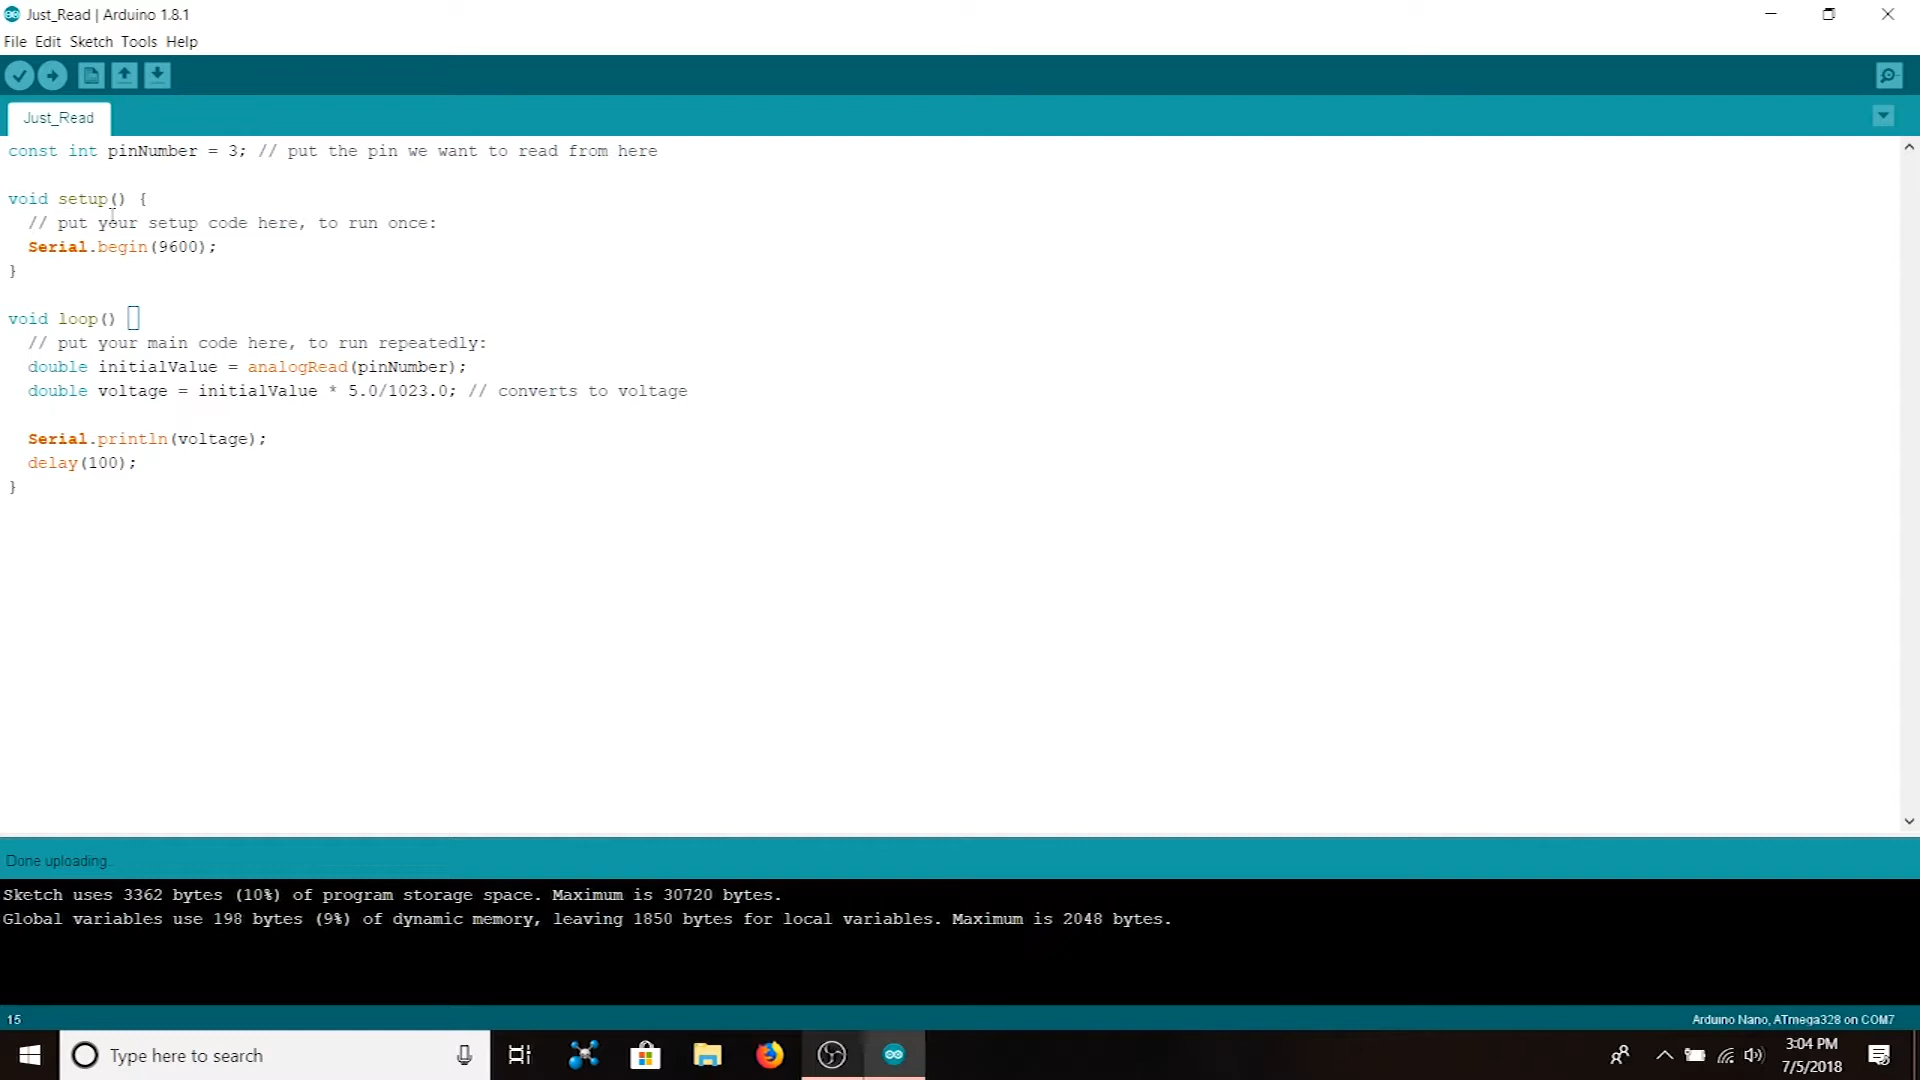 Just_Read | Arduino 1.8.1
File Edit Sketch Tools Help
Just_Read
const int pinNumber = 3; // put the pin we want to read from here
void setup() {
// put your setup code here, to run once:
Serial.begin(9600);
}
void loop() {
// put your main code here, to run repeatedly:
double initialValue = analogRead(pinNumber);
double voltage = initialValue * 5.0/1023.0; // converts to voltage
Serial.println(voltage);
delay(100);
}
Done uploading.
Sketch uses 3362 bytes (10%) of program storage space. Maximum is 30720 bytes.
Global variables use 198 bytes (9%) of dynamic memory, leaving 1850 bytes for local variables. Maximum is 2048 bytes.
15
Arduino Nano, ATmega328 on COM7
Type here to search
3:04 PM
7/5/2018